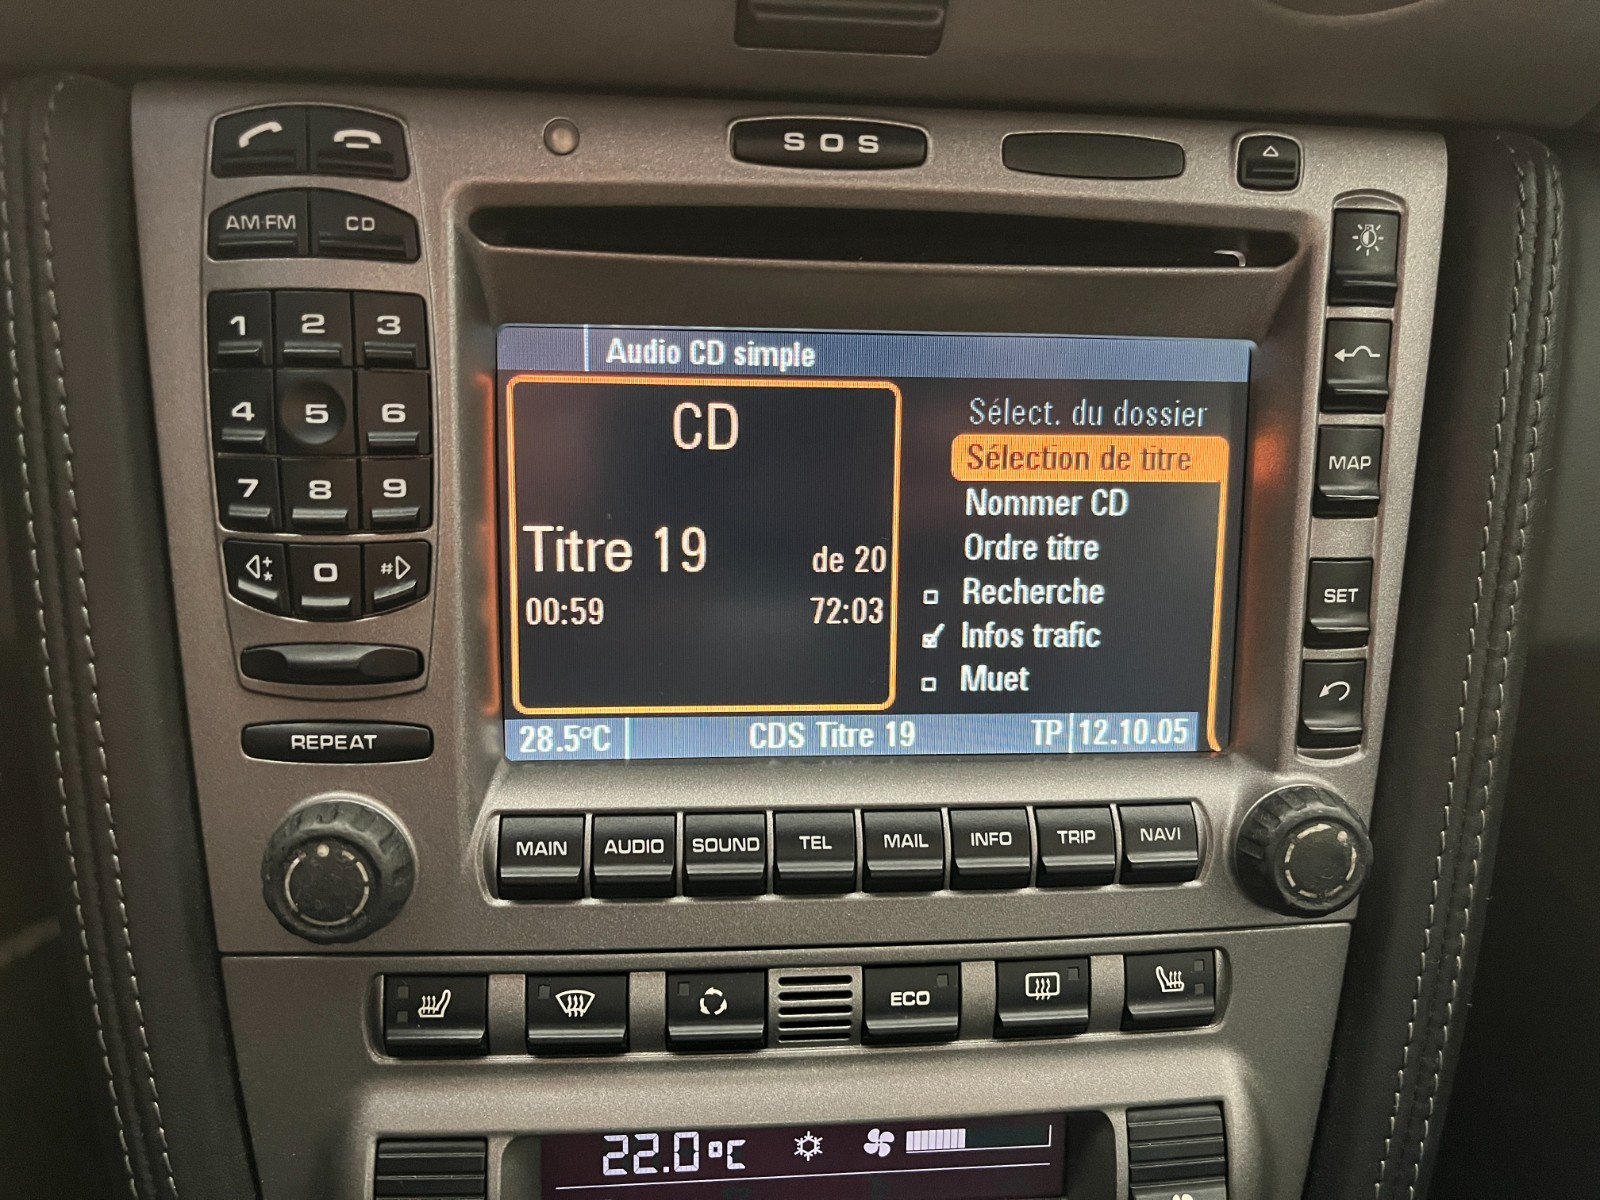 SOS
AM·FM CD
1 2 3
4 5 6
7 8 9
+ * 0 #
REPEAT
Audio CD simple
CD
Titre 19 de 20
00:59 72:03
Sélect. du dossier
Sélection de titre
Nommer CD
Ordre titre
Recherche
Infos trafic
Muet
28.5°C CDS Titre 19 TP 12.10.05
MAP
SET
MAIN AUDIO SOUND TEL MAIL INFO TRIP NAVI
ECO
22.0°C